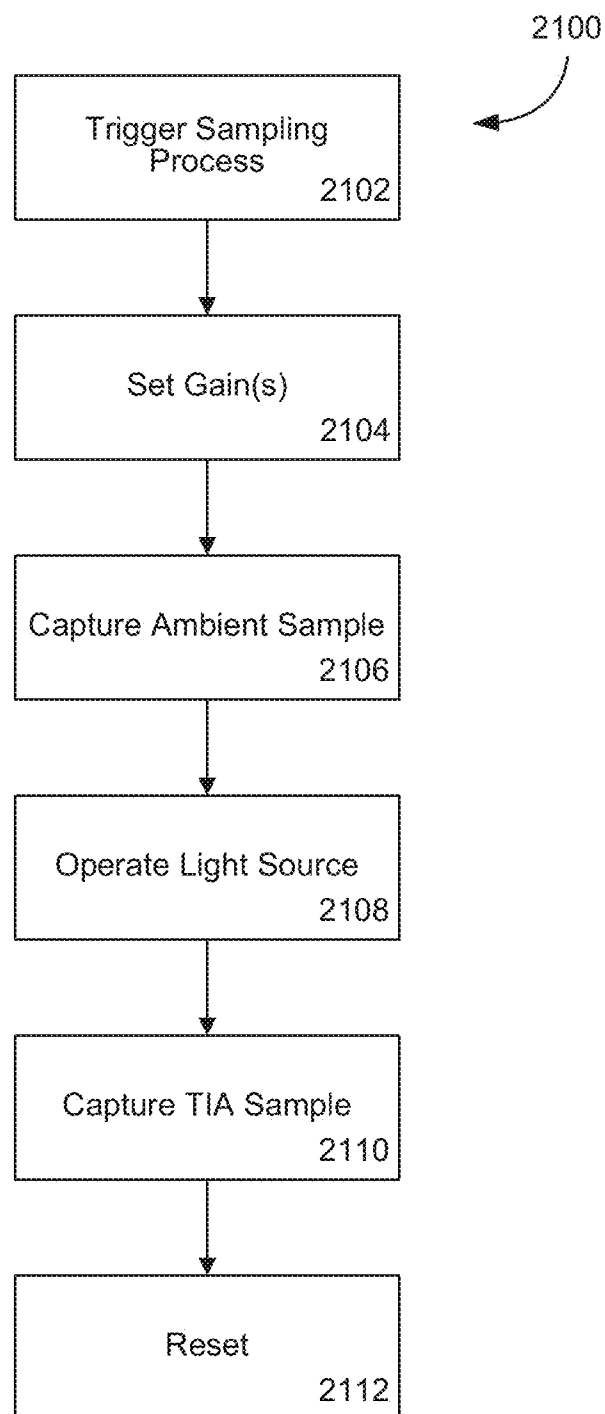 2100
Trigger Sampling
Process
2102
Set Gain(s)
2104
Capture Ambient Sample
2106
Operate Light Source
2108
Capture TIA Sample
2110
Reset
2112